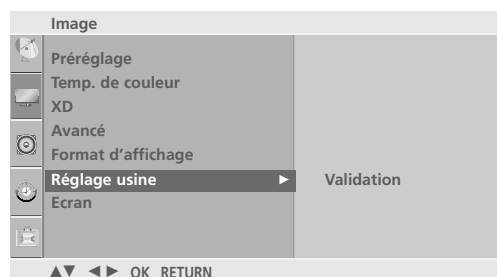 Image
Préréglage
Temp. de couleur
XD
Avancé
Format d’affichage
Réglage usine ► Validation
Ecran
▲▼ ◄► OK RETURN